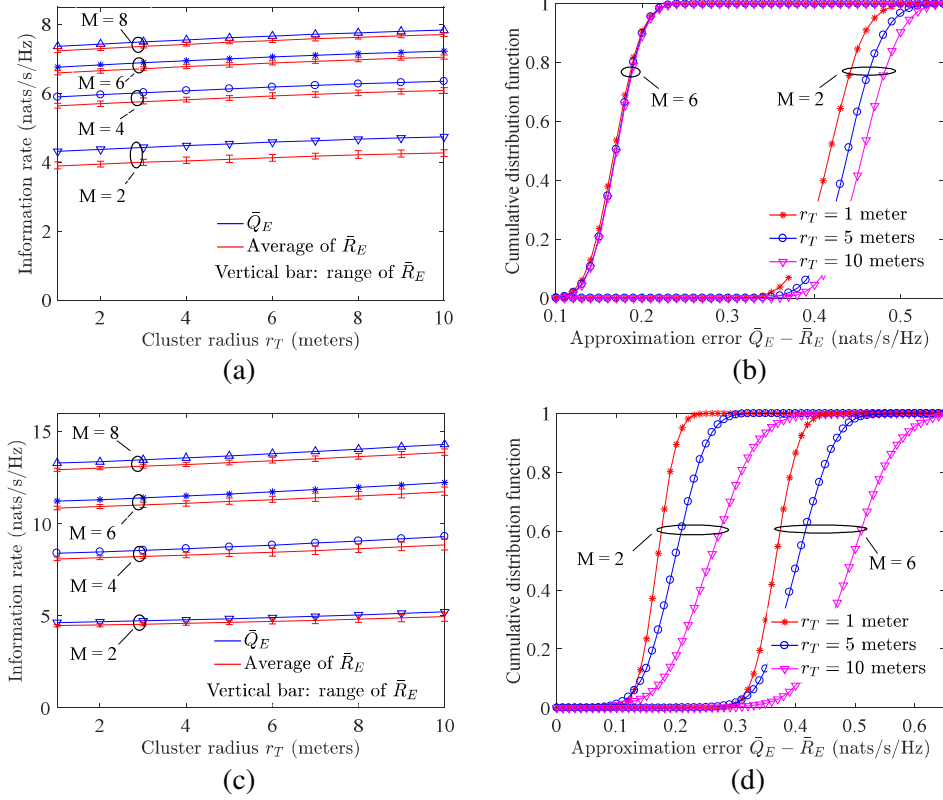 8
6
4
2
0
2
4
6
8
10
Information rate (nats/s/Hz)
Cluster radius r_T (meters)
M = 8
M = 6
M = 4
M = 2
Q̄_E
Average of R̄_E
Vertical bar: range of R̄_E
(a)
1
0.8
0.6
0.4
0.2
0
0.1
0.2
0.3
0.4
0.5
Cumulative distribution function
Approximation error Q̄_E − R̄_E (nats/s/Hz)
M = 6
M = 2
r_T = 1 meter
r_T = 5 meters
r_T = 10 meters
(b)
15
10
5
0
2
4
6
8
10
Information rate (nats/s/Hz)
Cluster radius r_T (meters)
M = 8
M = 6
M = 4
M = 2
Q̄_E
Average of R̄_E
Vertical bar: range of R̄_E
(c)
1
0.8
0.6
0.4
0.2
0
0
0.1
0.2
0.3
0.4
0.5
0.6
Cumulative distribution function
Approximation error Q̄_E − R̄_E (nats/s/Hz)
M = 2
M = 6
r_T = 1 meter
r_T = 5 meters
r_T = 10 meters
(d)